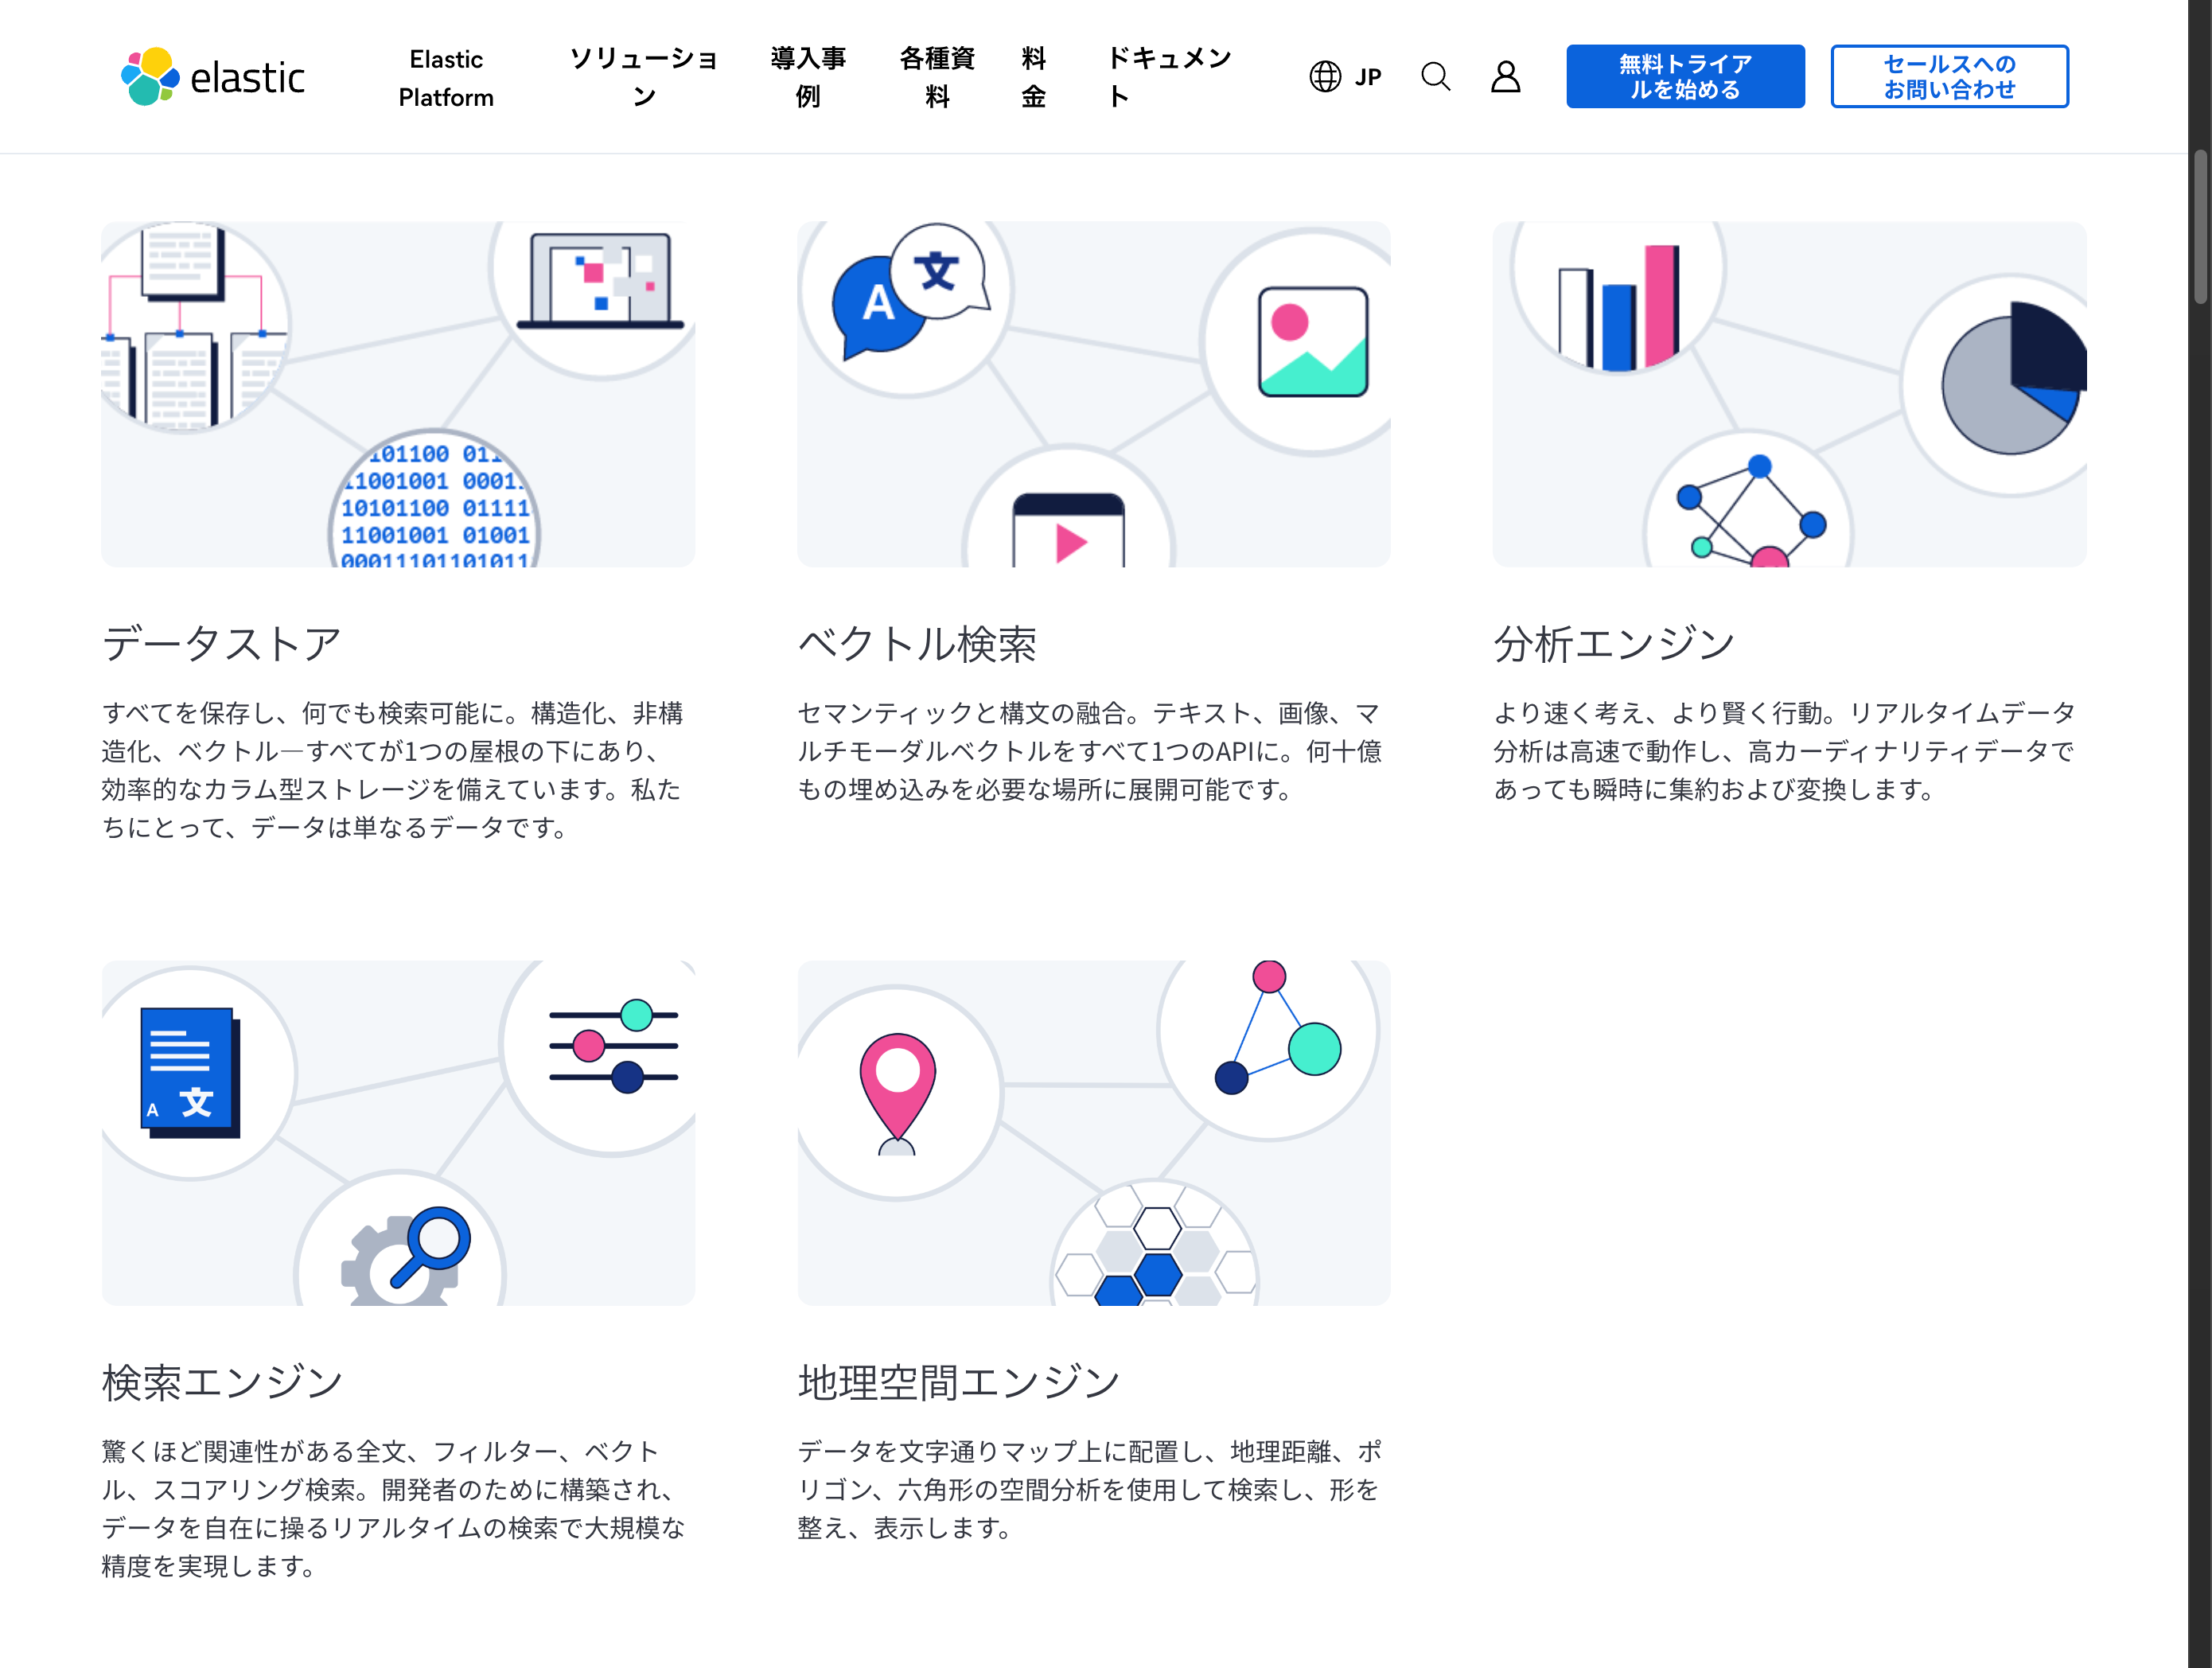 elastic
Elastic
Platform
ソリューショ
ン
導入事
例
各種資
料
料
金
ドキュメン
ト
JP
無料トライア
ルを始める
セールスへの
お問い合わせ
A
文
101100 011
11001001 0001
10101100 01111
11001001 01001
0001110110101 1
データストア
すべてを保存し、何でも検索可能に。構造化、非構
造化、ベクトル—すべてが1つの屋根の下にあり、
効率的なカラム型ストレージを備えています。私た
ちにとって、データは単なるデータです。
ベクトル検索
セマンティックと構文の融合。テキスト、画像、マ
ルチモーダルベクトルをすべて1つのAPIに。何十億
もの埋め込みを必要な場所に展開可能です。
分析エンジン
より速く考え、より賢く行動。リアルタイムデータ
分析は高速で動作し、高カーディナリティデータで
あっても瞬時に集約および変換します。
A 文
検索エンジン
驚くほど関連性がある全文、フィルター、ベクト
ル、スコアリング検索。開発者のために構築され、
データを自在に操るリアルタイムの検索で大規模な
精度を実現します。
地理空間エンジン
データを文字通りマップ上に配置し、地理距離、ポ
リゴン、六角形の空間分析を使用して検索し、形を
整え、表示します。